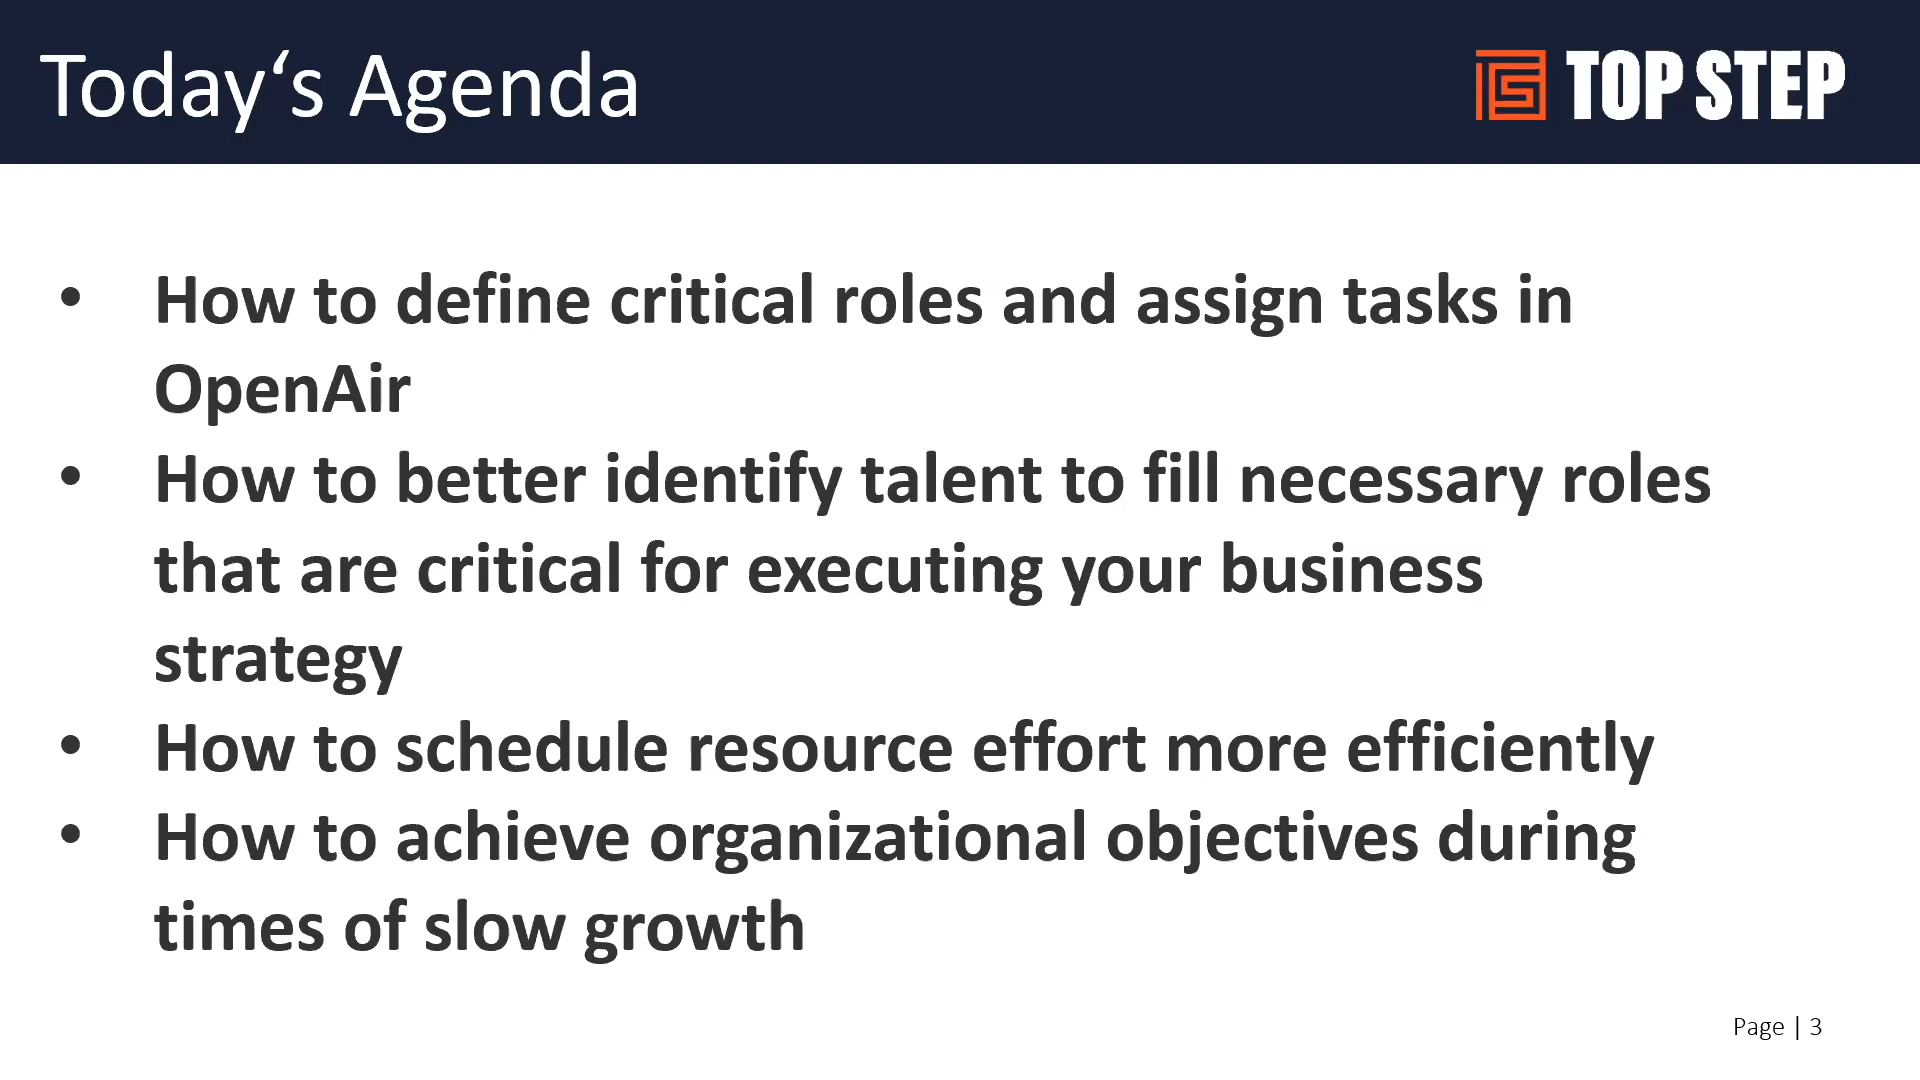 Today‘s Agenda
TOP STEP
• How to define critical roles and assign tasks in
OpenAir
• How to better identify talent to fill necessary roles
that are critical for executing your business
strategy
• How to schedule resource effort more efficiently
• How to achieve organizational objectives during
times of slow growth
Page | 3